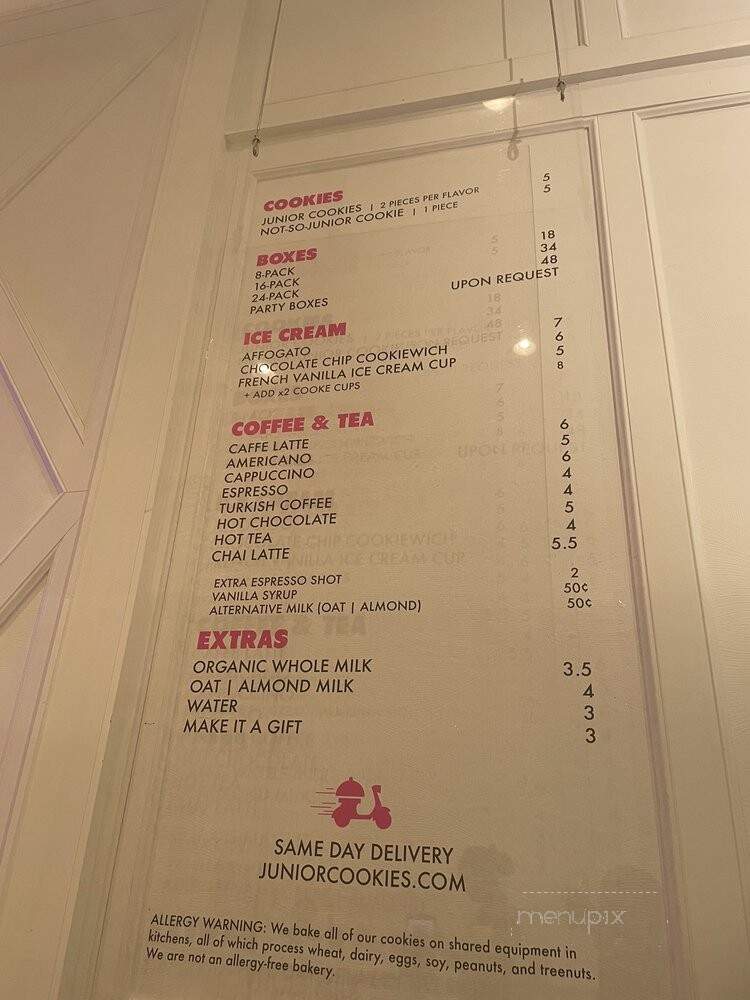 COOKIES
JUNIOR COOKIES | 2 PIECES PER FLAVOR 5
NOT-SO-JUNIOR COOKIE | 1 PIECE 5
BOXES
8-PACK 18
16-PACK 34
24-PACK 48
PARTY BOXES UPON REQUEST
ICE CREAM
AFFOGATO 7
CHOCOLATE CHIP COOKIEWICH 6
FRENCH VANILLA ICE CREAM CUP 5
+ ADD x2 COOKE CUPS 8
COFFEE & TEA
CAFFE LATTE 6
AMERICANO 5
CAPPUCCINO 6
ESPRESSO 4
TURKISH COFFEE 4
HOT CHOCOLATE 5
HOT TEA 4
CHAI LATTE 5.5
EXTRA ESPRESSO SHOT 2
VANILLA SYRUP 50¢
ALTERNATIVE MILK (OAT | ALMOND) 50¢
EXTRAS
ORGANIC WHOLE MILK 3.5
OAT | ALMOND MILK 4
WATER 3
MAKE IT A GIFT 3
SAME DAY DELIVERY
JUNIORCOOKIES.COM
menupix
ALLERGY WARNING: We bake all of our cookies on shared equipment in
kitchens, all of which process wheat, dairy, eggs, soy, peanuts, and treenuts.
We are not an allergy-free bakery.